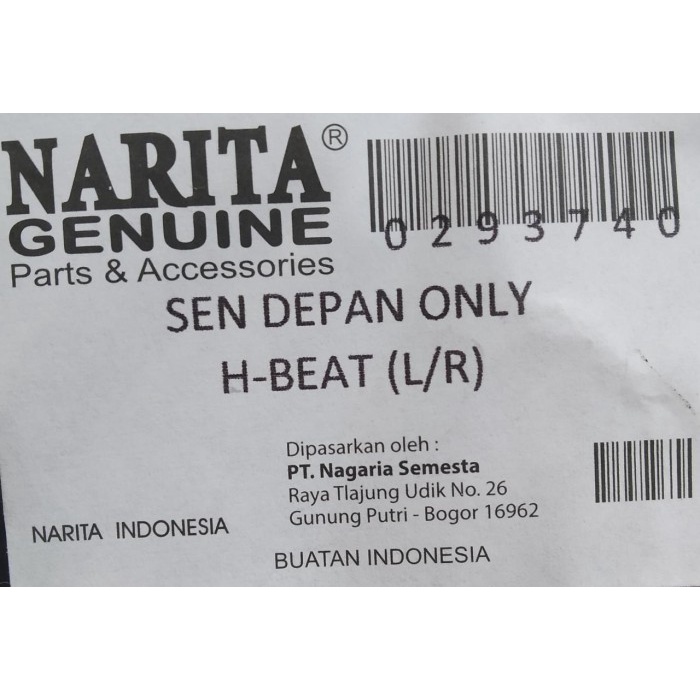 NARITA®
GENUINE
Parts & Accessories
0293740
SEN DEPAN ONLY
H-BEAT (L/R)
Dipasarkan oleh :
PT. Nagaria Semesta
Raya Tlajung Udik No. 26
Gunung Putri - Bogor 16962
NARITA INDONESIA
BUATAN INDONESIA